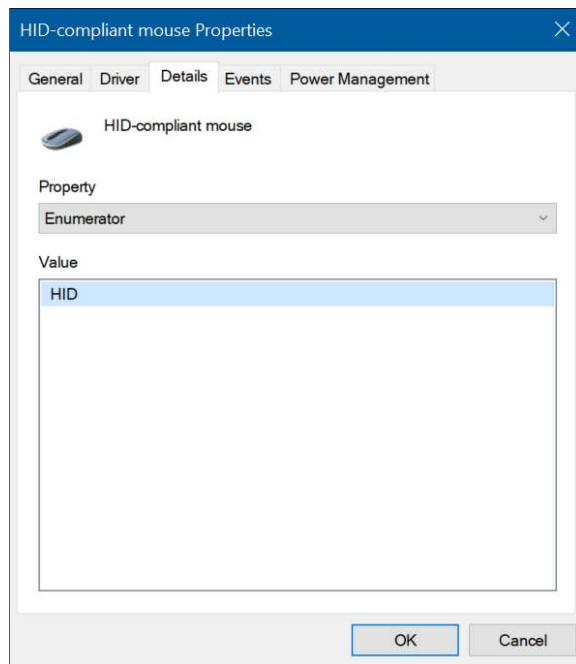 HID-compliant mouse Properties
General Driver Details Events Power Management
HID-compliant mouse
Property
Enumerator
Value
HID
OK Cancel